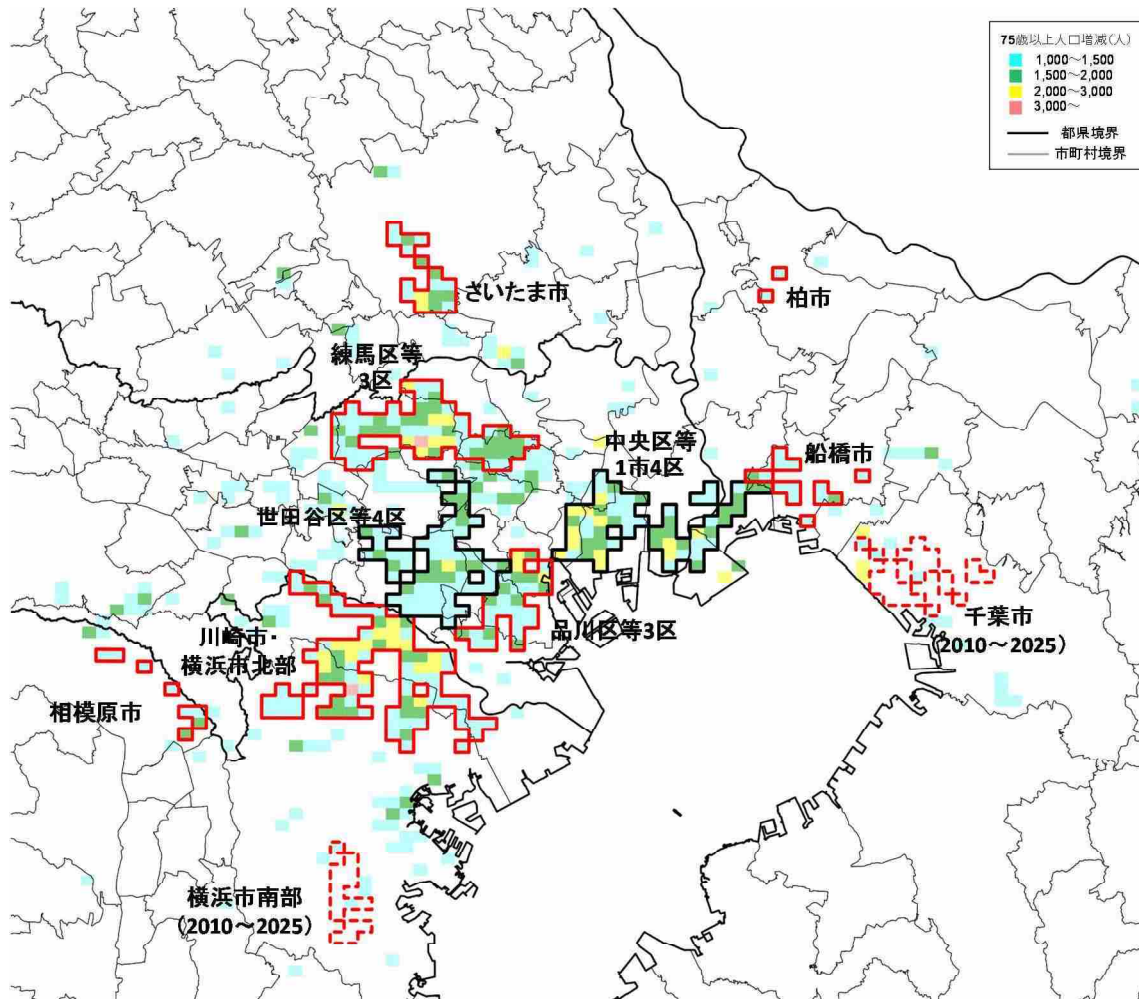 75歳以上人口増減(人)
1,000～1,500
1,500～2,000
2,000～3,000
3,000～
都県境界
市町村境界
さいたま市
柏市
練馬区等
3区
中央区等
1市4区
船橋市
世田谷区等4区
千葉市
(2010～2025)
品川区等3区
川崎市・
横浜市北部
相模原市
横浜市南部
(2010～2025)